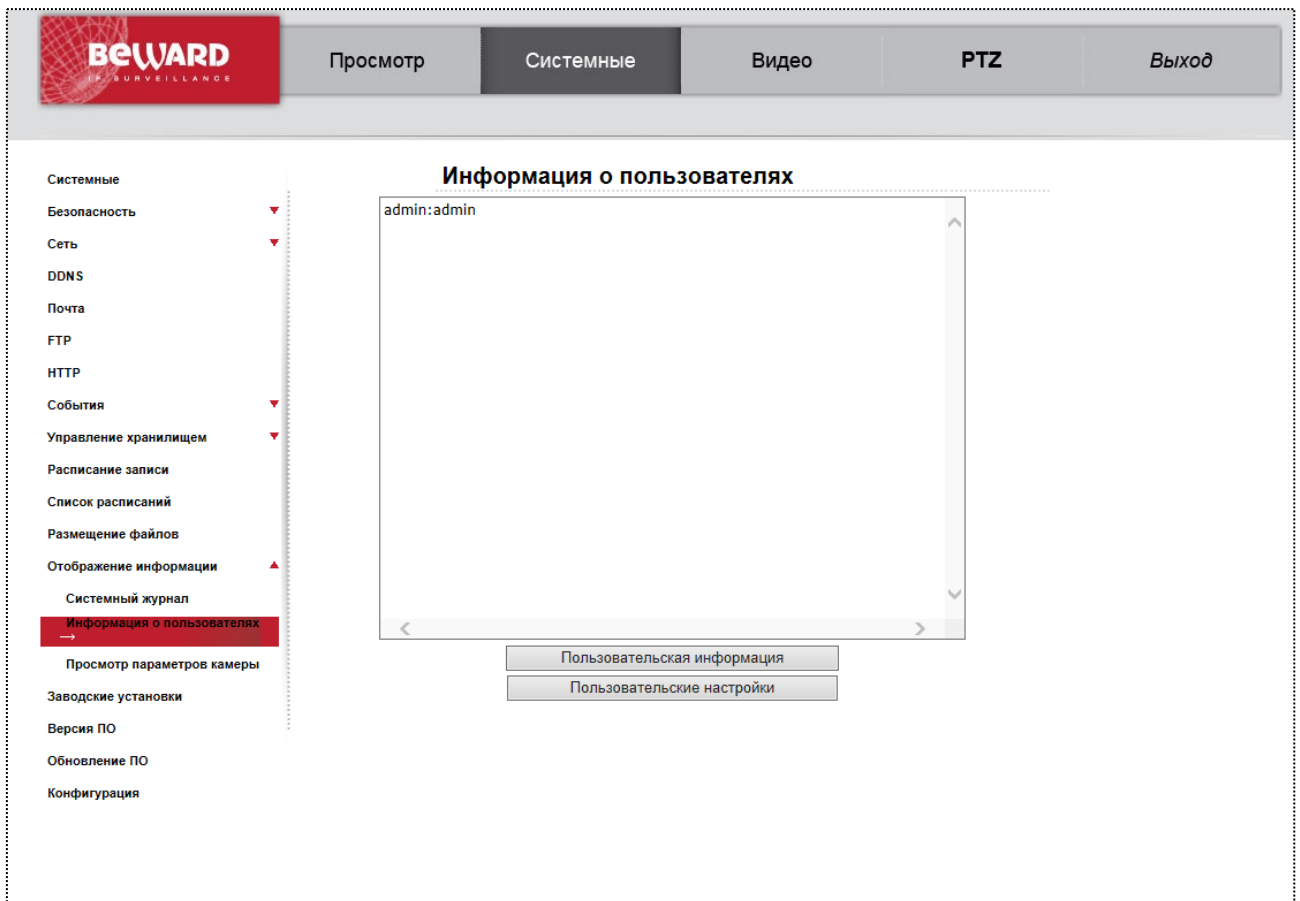 BEWARD
IP SURVEILLANCE
Просмотр
Системные
Видео
PTZ
Выход
Системные
Безопасность
Сеть
DDNS
Почта
FTP
HTTP
События
Управление хранилищем
Расписание записи
Список расписаний
Размещение файлов
Отображение информации
Системный журнал
Информация о пользователях
→
Просмотр параметров камеры
Заводские установки
Версия ПО
Обновление ПО
Конфигурация
Информация о пользователях
admin:admin
Пользовательская информация
Пользовательские настройки